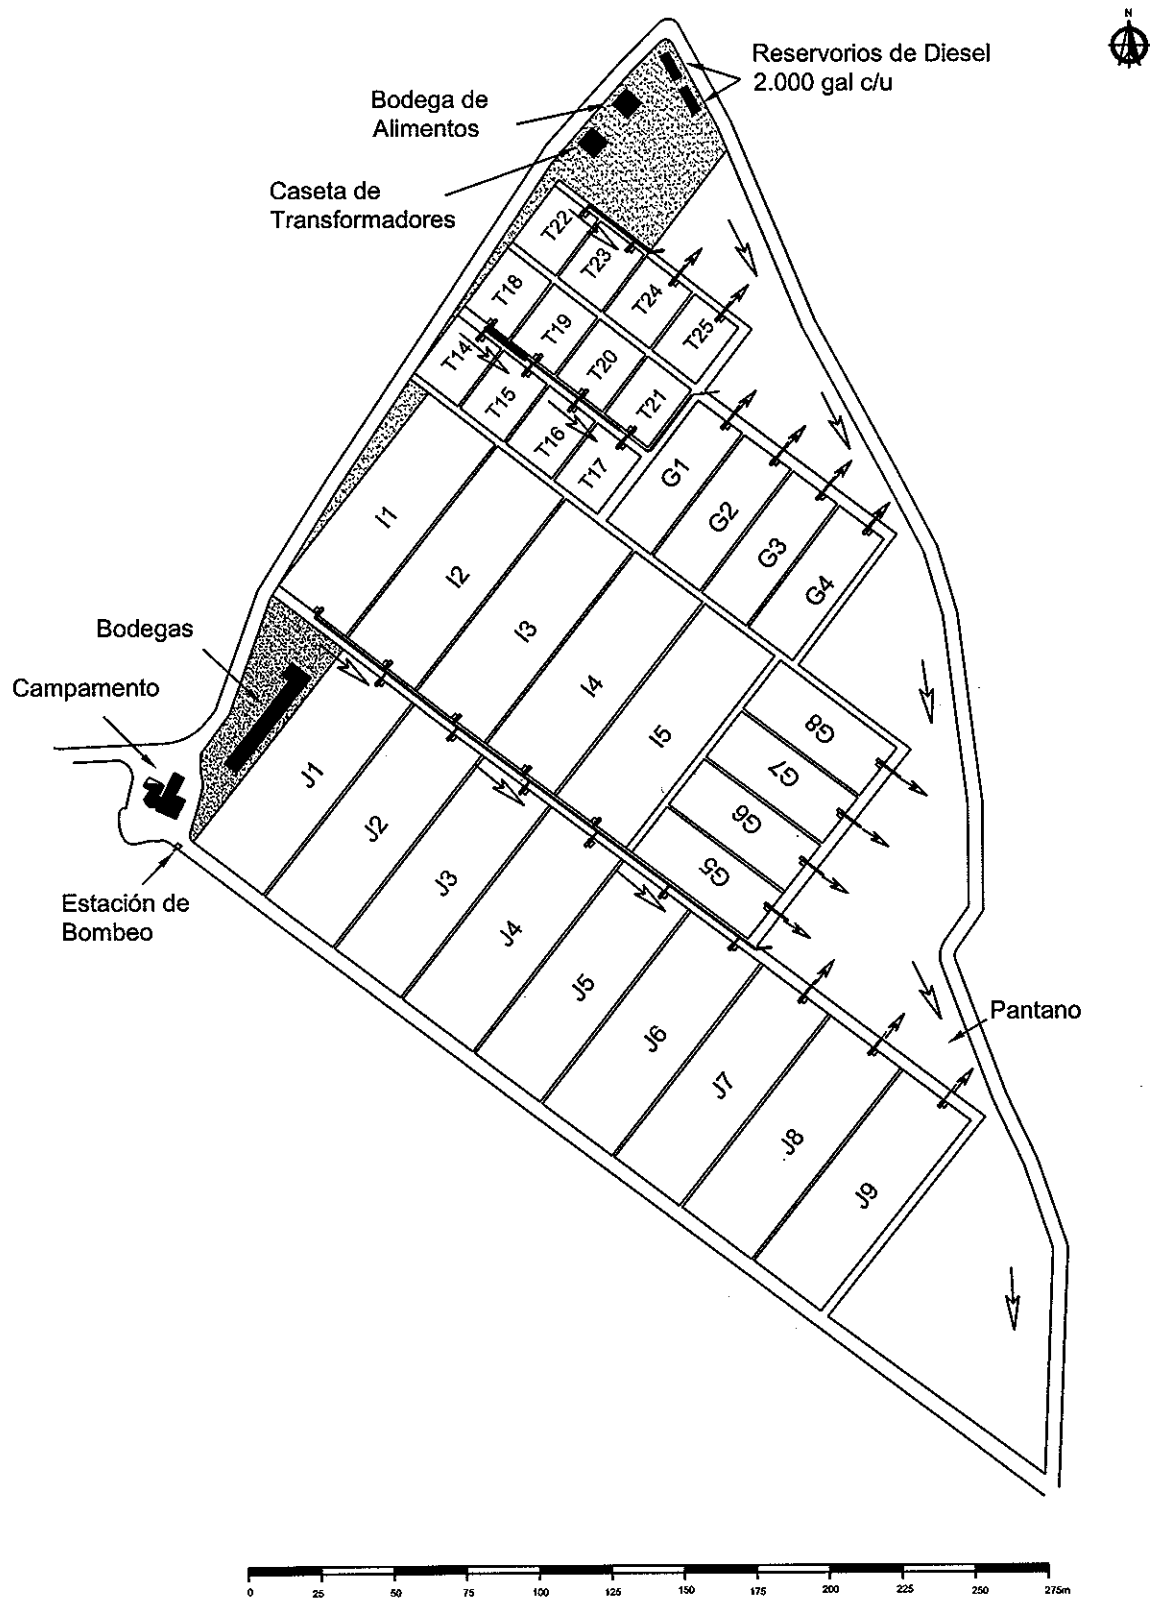 N
Reservorios de Diesel
2.000 gal c/u
Bodega de
Alimentos
Caseta de
Transformadores
T22
T23
T24
T25
T18
T19
T20
T21
T14
T15
T16
T17
G1
G2
G3
G4
I1
I2
I3
I4
I5
G8
G7
G6
G5
Bodegas
Campamento
Estación de
Bombeo
J1
J2
J3
J4
J5
J6
J7
J8
J9
Pantano
0 25 50 75 100 125 150 175 200 225 250 275m